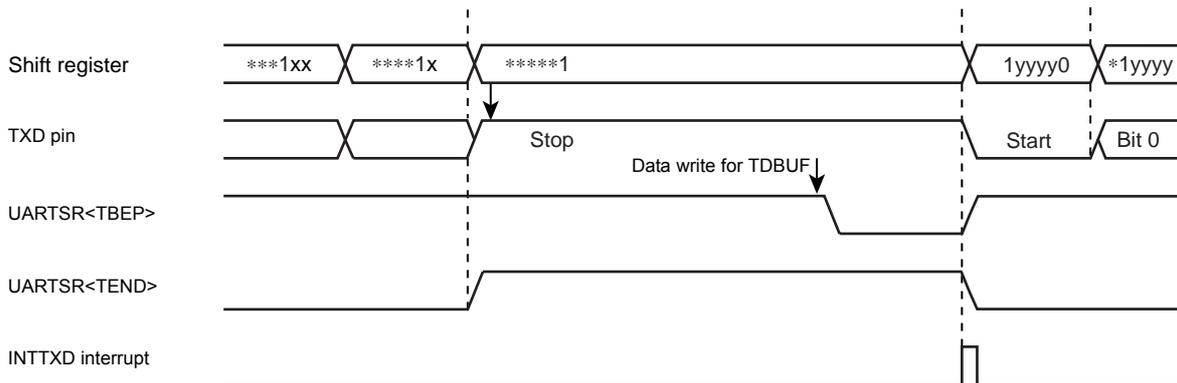 Shift register ***1xx ****1x *****1 1yyyy0 *1yyyy
TXD pin Stop Start Bit 0
Data write for TDBUF
UARTSR<TBEP>
UARTSR<TEND>
INTTXD interrupt